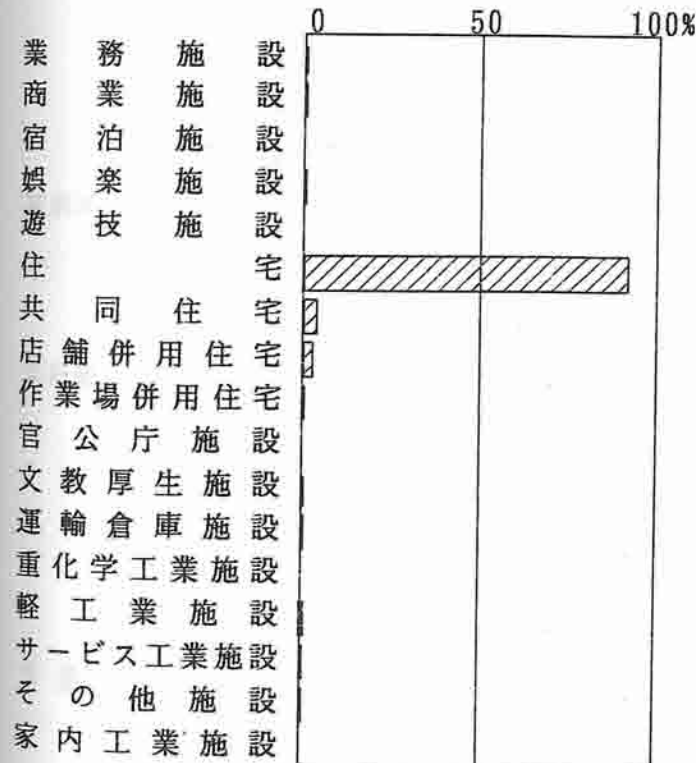 0 50 100%
業務施設
商業施設
宿泊施設
娯楽施設
遊技施設
住宅
共同住宅
店舗併用住宅
作業場併用住宅
官公庁施設
文教厚生施設
運輸倉庫施設
重化学工業施設
軽工業施設
サービス工業施設
その他施設
家内工業施設